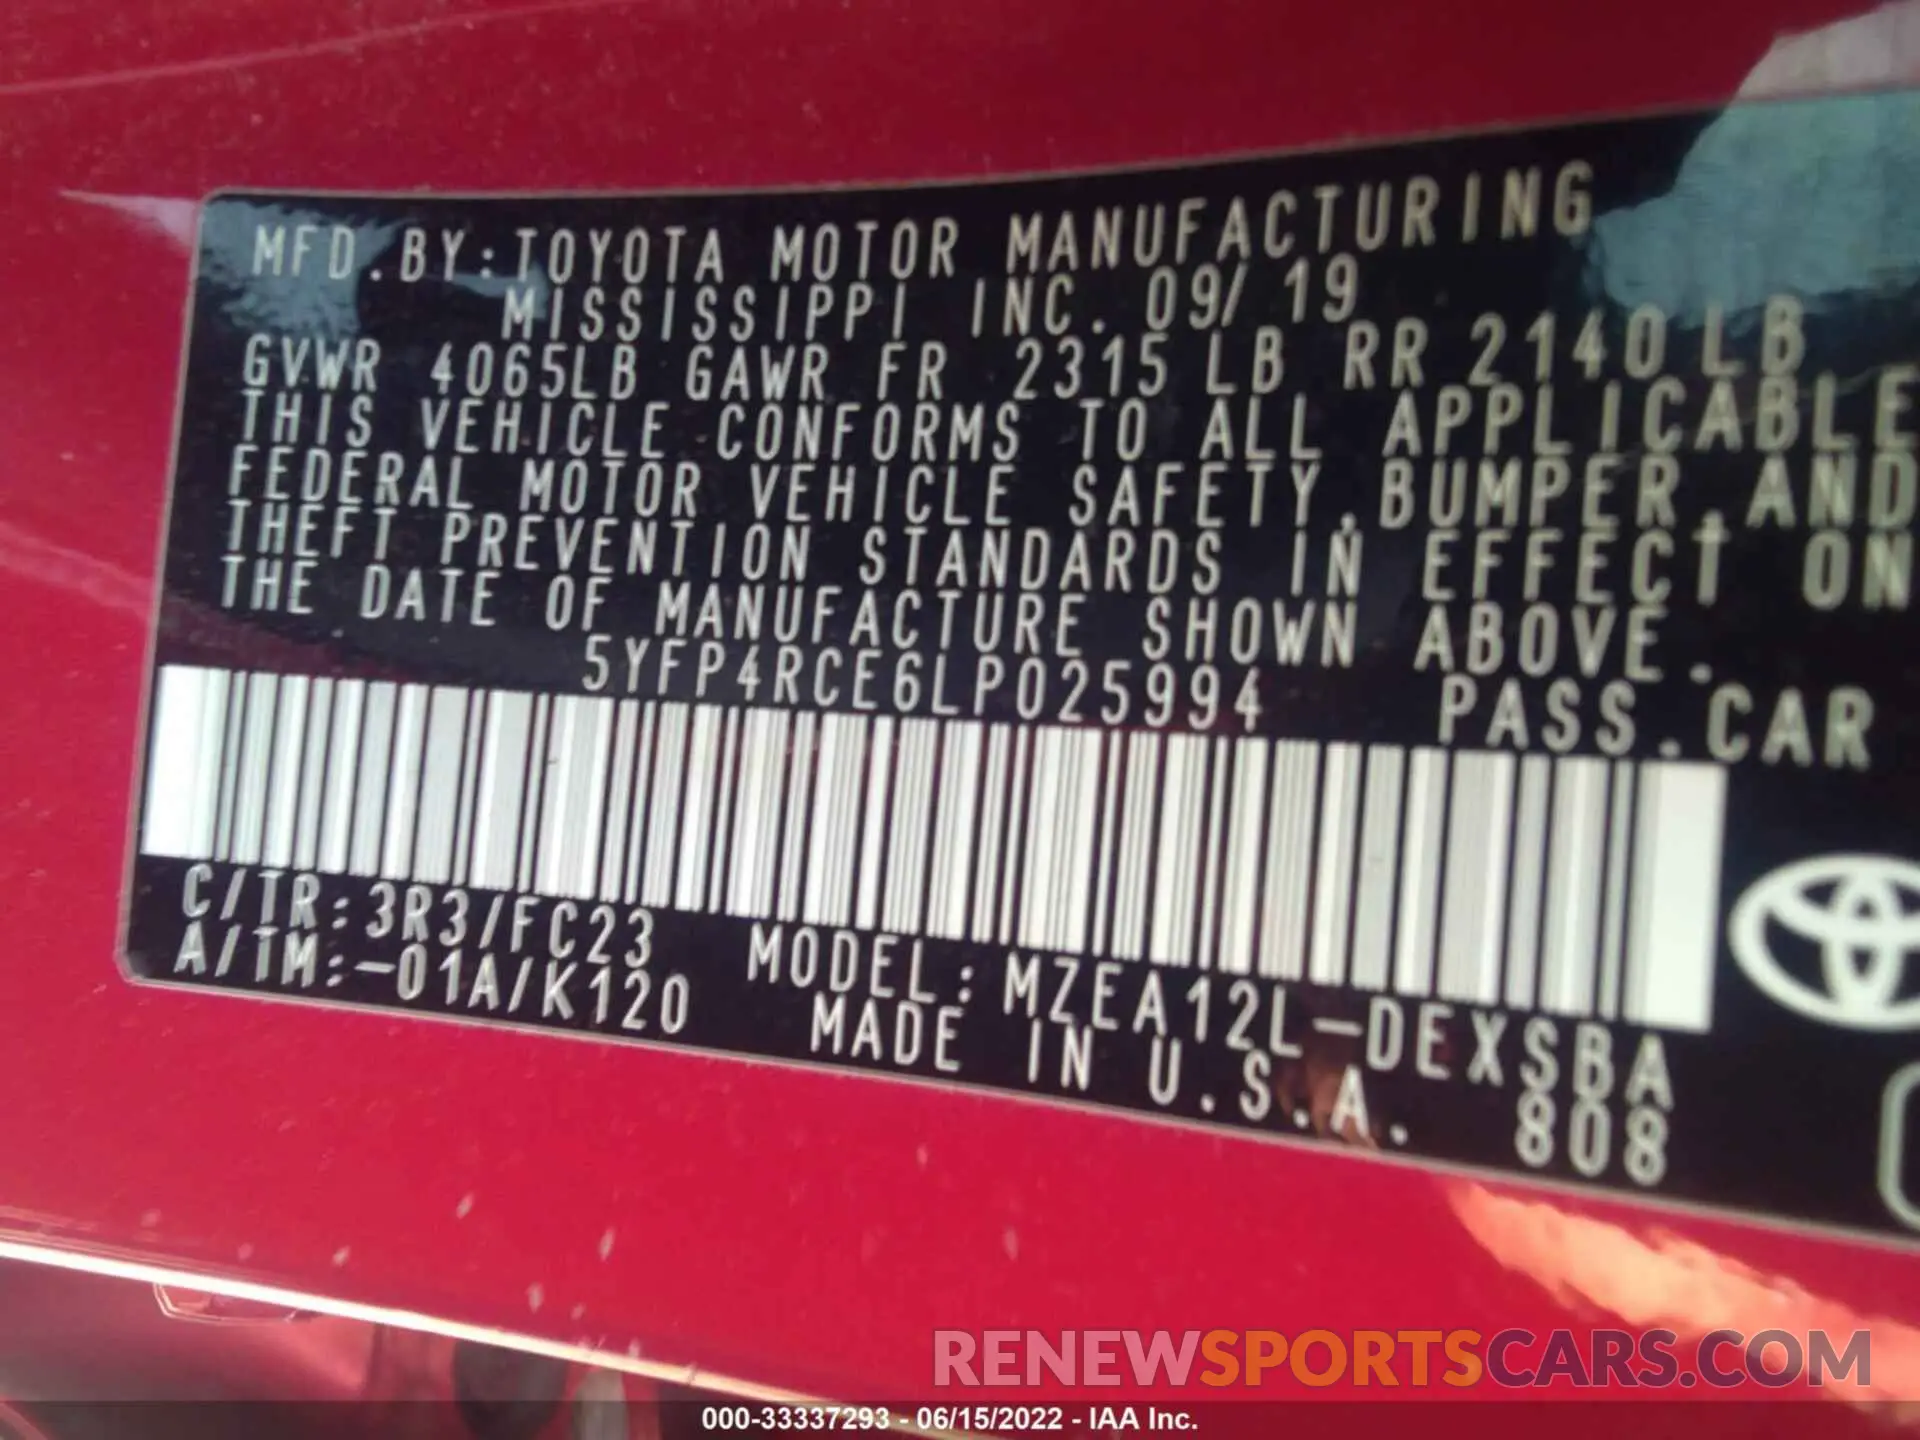 MFD.BY:TOYOTA MOTOR MANUFACTURING
MISSISSIPPI INC. 09/19
GVWR 4065LB GAWR FR 2315LB RR 2140LB
THIS VEHICLE CONFORMS TO ALL APPLICABLE
FEDERAL MOTOR VEHICLE SAFETY,BUMPER,AND
THEFT PREVENTION STANDARDS IN EFFECT ON
THE DATE OF MANUFACTURE SHOWN ABOVE.
5YFP4RCE6LP025994 PASS.CAR
C/TR:3R3/FC23 MODEL:MZEA12L-DEXSBA
A/TM:-01A/K120 MADE IN U.S.A. 808
RENEWSPORTSCARS.COM
000-33337293 - 06/15/2022 - IAA Inc.